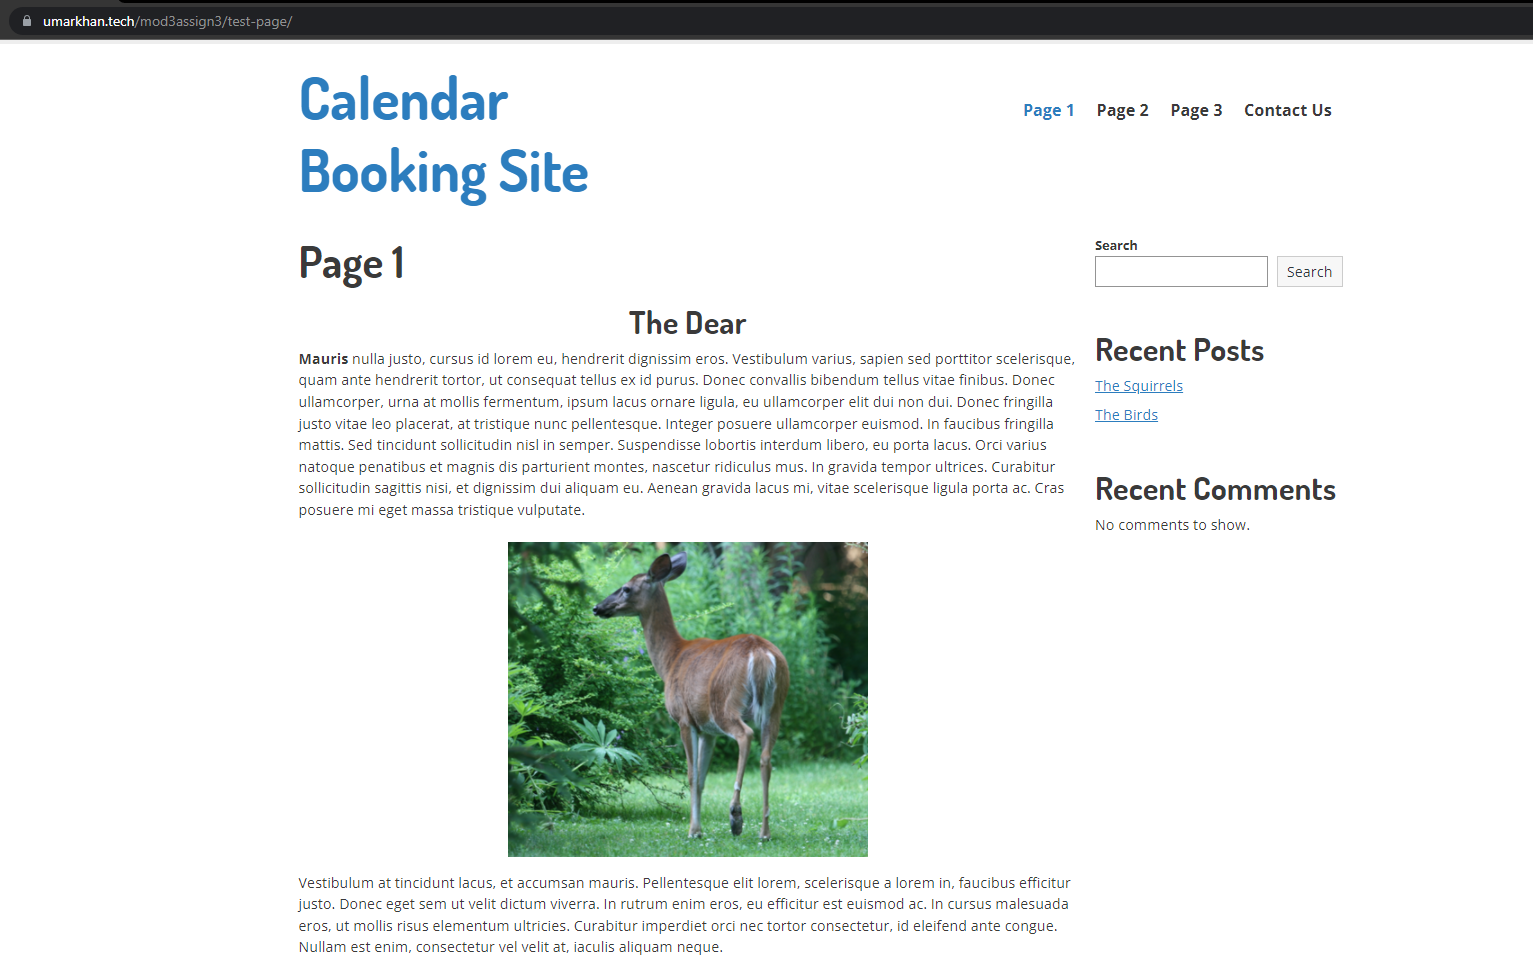 umarkhan.tech/mod3assign3/test-page/
Calendar
Booking Site
Page 1 Page 2 Page 3 Contact Us
Page 1
The Dear
Mauris nulla justo, cursus id lorem eu, hendrerit dignissim eros. Vestibulum varius, sapien sed porttitor scelerisque,
quam ante hendrerit tortor, ut consequat tellus ex id purus. Donec convallis bibendum tellus vitae finibus. Donec
ullamcorper, urna at mollis fermentum, ipsum lacus ornare ligula, eu ullamcorper elit dui non dui. Donec fringilla
justo vitae leo placerat, at tristique nunc pellentesque. Integer posuere ullamcorper euismod. In faucibus fringilla
mattis. Sed tincidunt sollicitudin nisl in semper. Suspendisse lobortis interdum libero, eu porta lacus. Orci varius
natoque penatibus et magnis dis parturient montes, nascetur ridiculus mus. In gravida tempor ultrices. Curabitur
sollicitudin sagittis nisi, et dignissim dui aliquam eu. Aenean gravida lacus mi, vitae scelerisque ligula porta ac. Cras
posuere mi eget massa tristique vulputate.
Vestibulum at tincidunt lacus, et accumsan mauris. Pellentesque elit lorem, scelerisque a lorem in, faucibus efficitur
justo. Donec eget sem ut velit dictum viverra. In rutrum enim eros, eu efficitur est euismod ac. In cursus malesuada
eros, ut mollis risus elementum ultricies. Curabitur imperdiet orci nec tortor consectetur, id eleifend ante congue.
Nullam est enim, consectetur vel velit at, iaculis aliquam neque.
Search
Search
Recent Posts
The Squirrels
The Birds
Recent Comments
No comments to show.